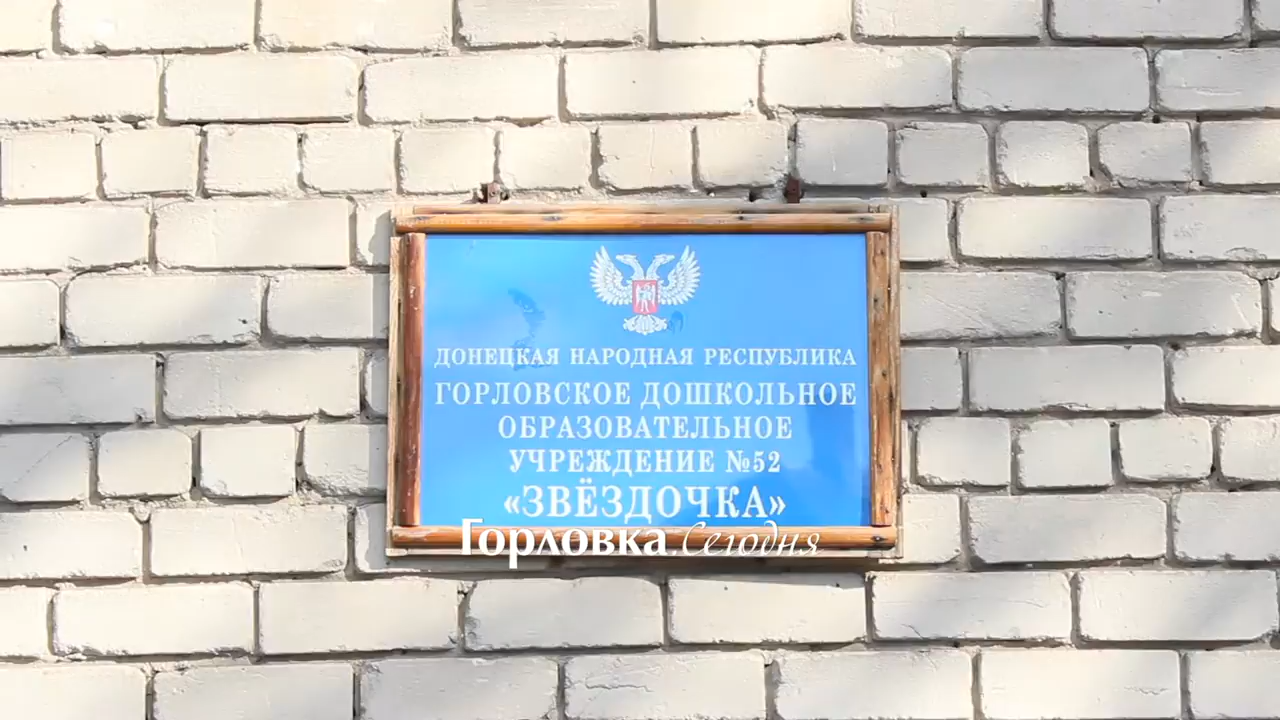 ДОНЕЦКАЯ НАРОДНАЯ РЕСПУБЛИКА
ГОРЛОВСКОЕ ДОШКОЛЬНОЕ
ОБРАЗОВАТЕЛЬНОЕ
УЧРЕЖДЕНИЕ №52
«ЗВЁЗДОЧКА»
Горловка.Сегодня